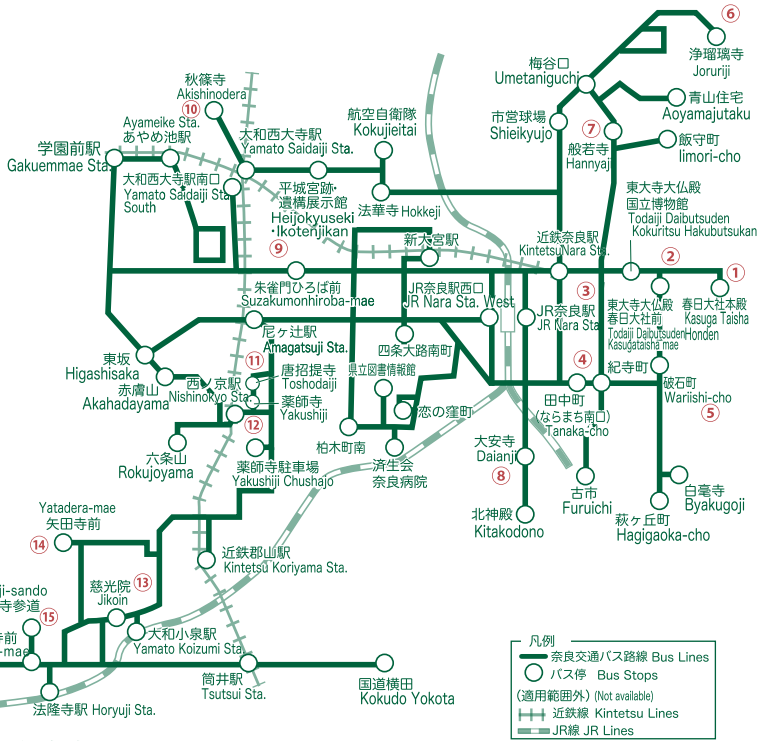 ⑥
浄瑠璃寺
Joruriji
梅谷口
Umetaniguchi
青山住宅
Aoyamajutaku
市営球場
Shieikyujo
⑦
般若寺
Hannyaji
飯守町
Iimori-cho
秋篠寺
Akishinodera
⑩
Ayameike Sta.
あやめ池駅
学園前駅
Gakuemmae Sta.
大和西大寺駅
Yamato Saidaiji Sta.
航空自衛隊
Kokujieitai
大和西大寺駅南口
Yamato Saidaiji Sta.
South
平城宮跡・
遺構展示館
Heijokyuseki
・Ikotenjikan
⑨
法華寺 Hokkeji
新大宮駅
東大寺大仏殿
国立博物館
Todaiji Daibutsuden
Kokuritsu Hakubutsukan
近鉄奈良駅
KintetsuNara Sta.
②
①
③
朱雀門ひろば前
Suzakumonhiroba-mae
JR奈良駅西口
JR Nara Sta. West
JR奈良駅
JR Nara Sta.
東大寺大仏殿
春日大社前
Todaiji Daibutsuden
Kasugataisha mae
春日大社本殿
Kasuga Taisha
Honden
尼ヶ辻駅
Amagatsuji Sta.
四条大路南町
東坂
Higashisaka
赤膚山
Akahadayama
⑪
西ノ京駅
Nishinokyo Sta.
唐招提寺
Toshodaiji
薬師寺
Yakushiji
⑫
県立図書情報館
恋の窪町
④
紀寺町
破石町
Wariishi-cho
⑤
田中町
(ならまち南口)
Tanaka-cho
六条山
Rokujoyama
薬師寺駐車場
Yakushiji Chushajo
柏木町南
済生会
奈良病院
大安寺
Daianji
⑧
古市
Furuichi
白毫寺
Byakugoji
北神殿
Kitakodono
萩ヶ丘町
Hagigaoka-cho
Yatadera-mae
矢田寺前
⑭
近鉄郡山駅
Kintetsu Koriyama Sta.
慈光院
Jikoin
⑬
ji-sando
寺参道
⑮
大和小泉駅
Yamato Koizumi Sta.
寺前
-mae
筒井駅
Tsutsui Sta.
国道横田
Kokudo Yokota
法隆寺駅 Horyuji Sta.
凡例
奈良交通バス路線 Bus Lines
バス停 Bus Stops
(適用範囲外) (Not available)
近鉄線 Kintetsu Lines
JR線 JR Lines